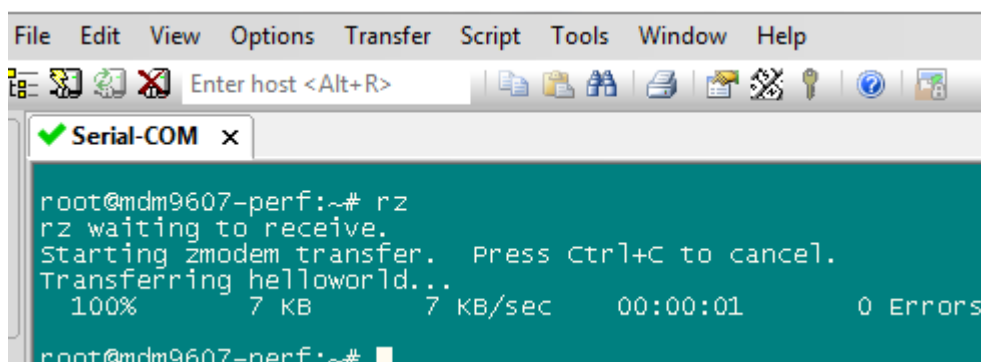 File Edit View Options Transfer Script Tools Window Help
Enter host <Alt+R>
Serial-COM x
root@mdm9607-perf:~# rz
rz waiting to receive.
Starting zmodem transfer.  Press Ctrl+C to cancel.
Transferring helloworld...
  100%       7 KB       7 KB/sec    00:00:01       0 Errors
root@mdm9607-perf:~#